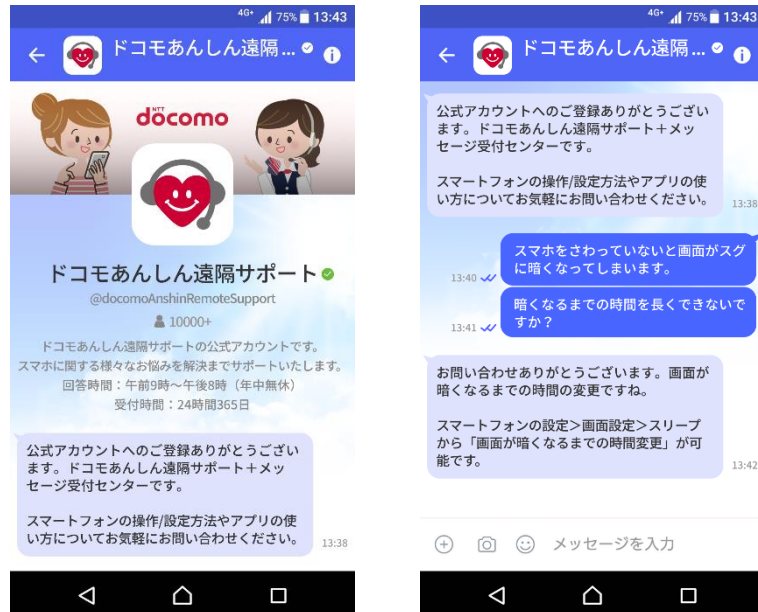 4G+ 75% 13:43
ドコモあんしん遠隔...
NTT
döcomo
ドコモあんしん遠隔サポート
@docomoAnshinRemoteSupport
10000+
ドコモあんしん遠隔サポートの公式アカウントです。
スマホに関する様々なお悩みを解決までサポートいたします。
回答時間：午前9時～午後8時（年中無休）
受付時間：24時間365日
公式アカウントへのご登録ありがとうござい
ます。ドコモあんしん遠隔サポート＋メッ
セージ受付センターです。
スマートフォンの操作/設定方法やアプリの使
い方についてお気軽にお問い合わせください。
13:38
4G+ 75% 13:43
ドコモあんしん遠隔...
公式アカウントへのご登録ありがとうござい
ます。ドコモあんしん遠隔サポート＋メッ
セージ受付センターです。
スマートフォンの操作/設定方法やアプリの使
い方についてお気軽にお問い合わせください。
13:38
スマホをさわっていないと画面がスグ
に暗くなってしまいます。
13:40
暗くなるまでの時間を長くできないで
すか？
13:41
お問い合わせありがとうございます。画面が
暗くなるまでの時間の変更ですね。
スマートフォンの設定＞画面設定＞スリープ
から「画面が暗くなるまでの時間変更」が可
能です。
13:42
メッセージを入力